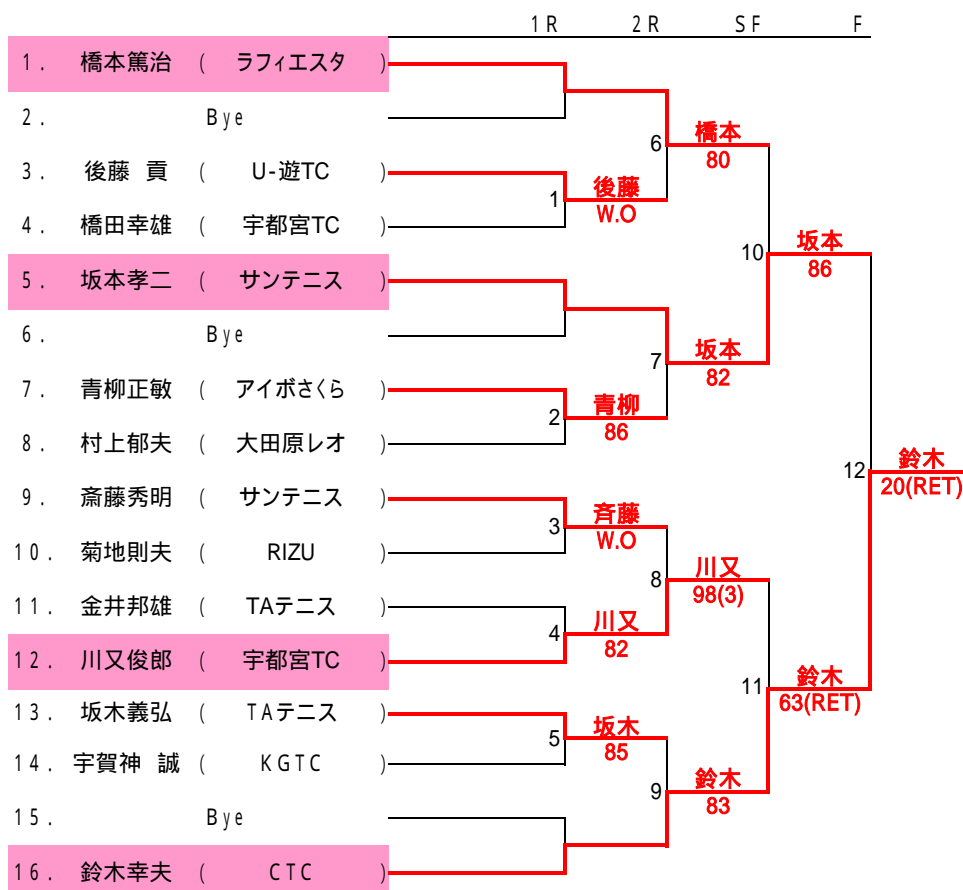 1R 2R SF F
1. 橋本篤治 ( ラフィエスタ )
2. Bye
6 橋本
80
3. 後藤 貢 ( U-遊TC )
1 後藤
W.O
4. 橋田幸雄 ( 宇都宮TC )
10 坂本
86
5. 坂本孝二 ( サンテニス )
6. Bye
7 坂本
82
7. 青柳正敏 ( アイボさくら )
2 青柳
86
8. 村上郁夫 ( 大田原レオ )
12 鈴木
20(RET)
9. 斎藤秀明 ( サンテニス )
3 斉藤
W.O
10. 菊地則夫 ( RIZU )
8 川又
98(3)
11. 金井邦雄 ( TAテニス )
4 川又
82
12. 川又俊郎 ( 宇都宮TC )
11 鈴木
63(RET)
13. 坂木義弘 ( TAテニス )
5 坂木
85
14. 宇賀神 誠 ( KGTC )
9 鈴木
83
15. Bye
16. 鈴木幸夫 ( CTC )